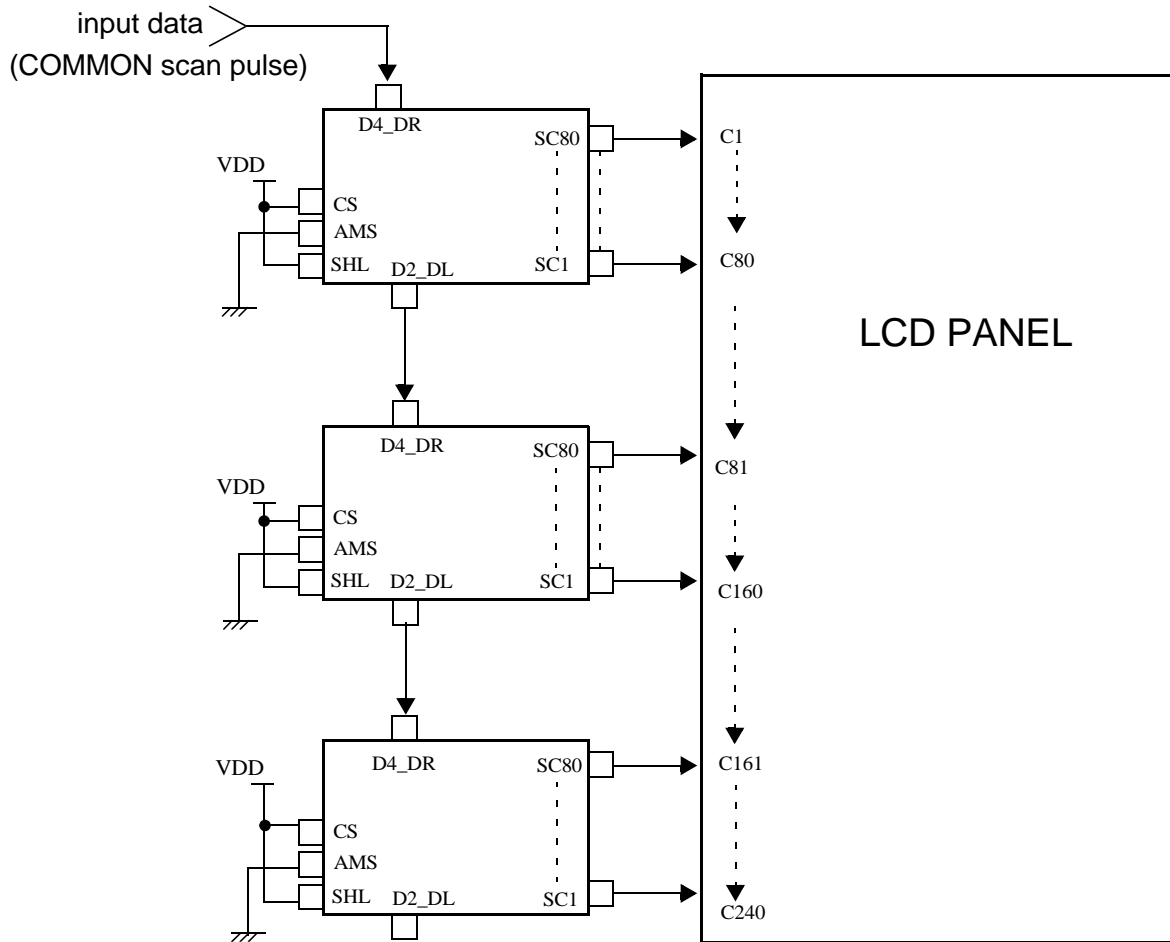 input data
(COMMON scan pulse)
D4_DR
SC80
C1
VDD
CS
AMS
SHL
D2_DL
SC1
C80
LCD PANEL
D4_DR
SC80
C81
VDD
CS
AMS
SHL
D2_DL
SC1
C160
D4_DR
SC80
C161
VDD
CS
AMS
SHL
D2_DL
SC1
C240